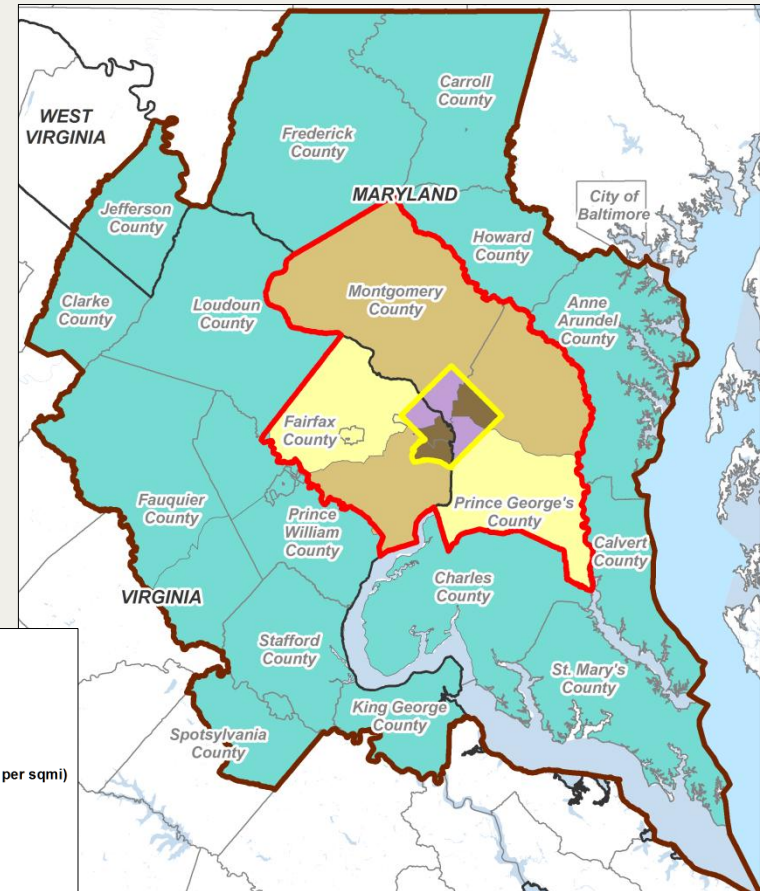 Carroll
County
WEST
VIRGINIA
Frederick
County
MARYLAND
City of
Baltimore
Jefferson
County
Howard
County
Montgomery
County
Clarke
County
Loudoun
County
Anne
Arundel
County
Fairfax
County
Fauquier
County
Prince
William
County
Prince George's
County
Calvert
County
Charles
County
VIRGINIA
Stafford
County
St. Mary's
County
King George
County
Spotsylvania
County
per sqmi)